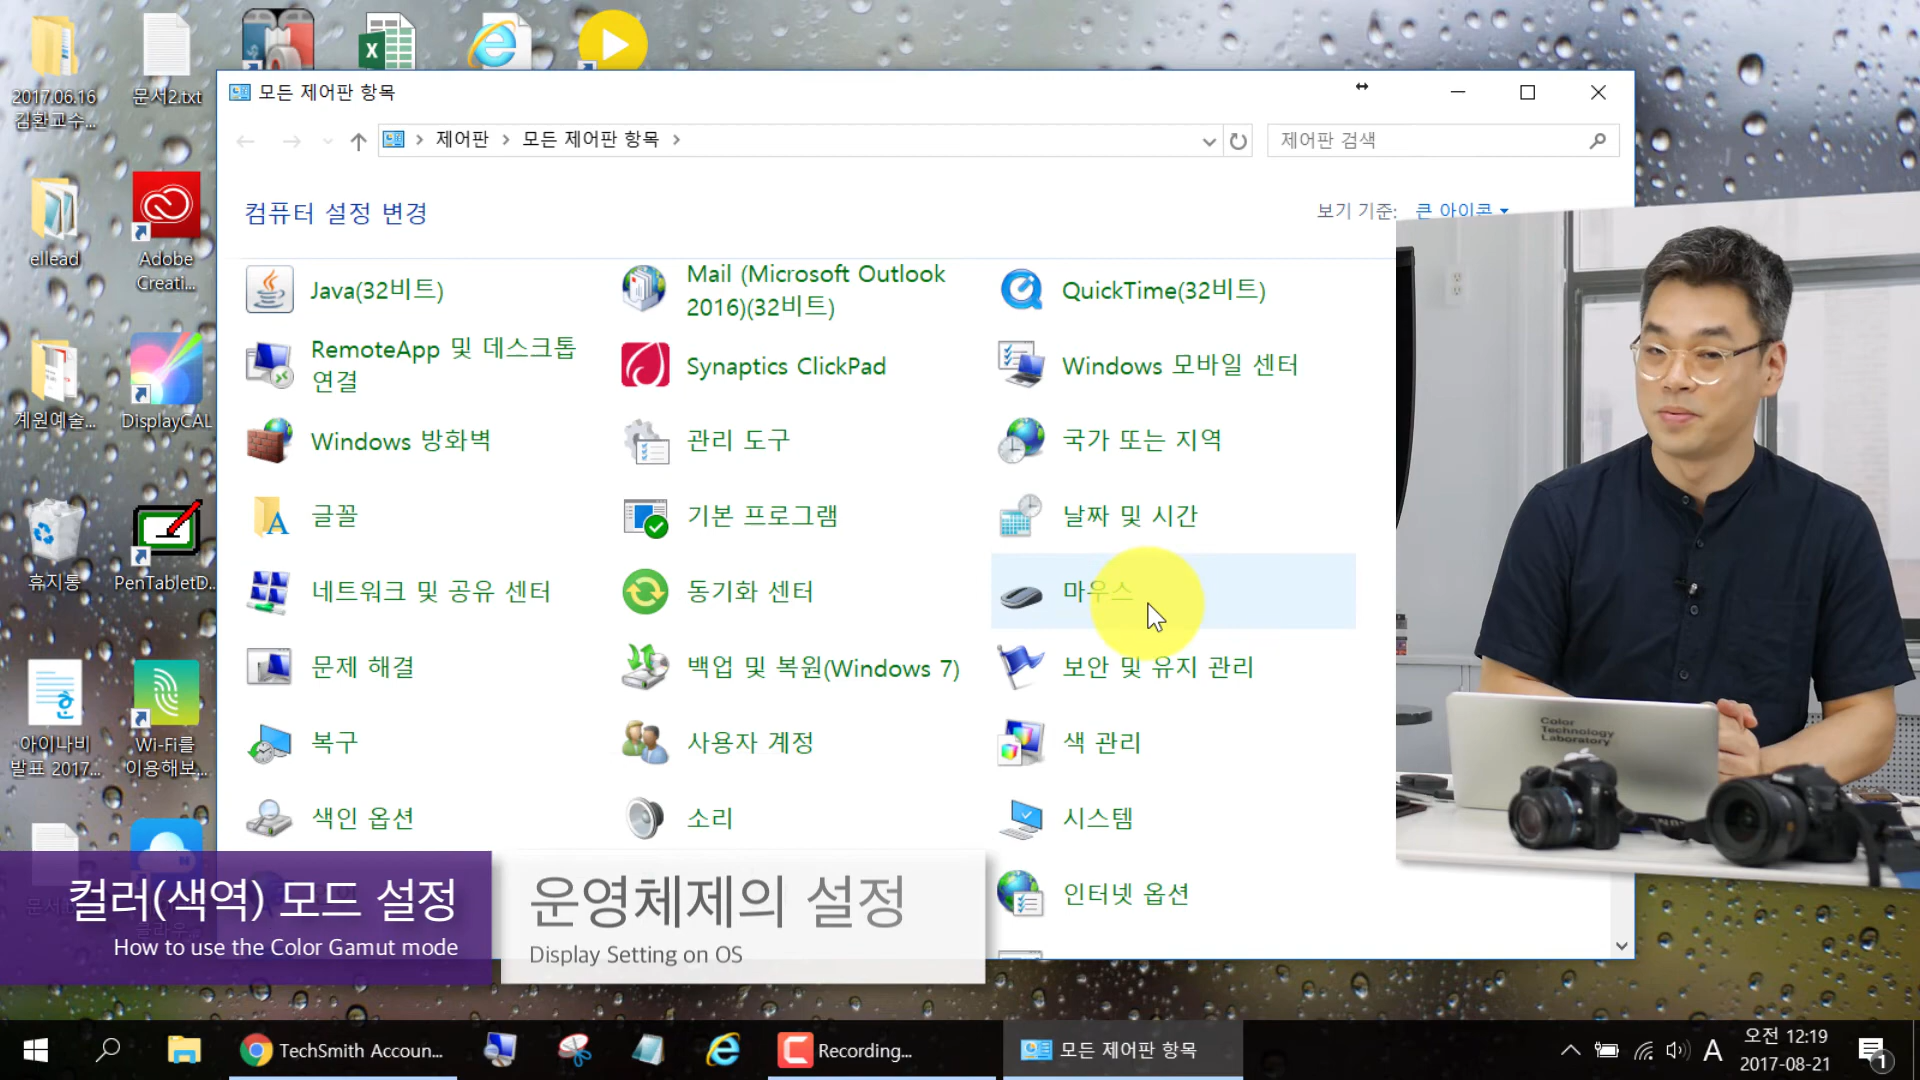 2017.06.16
김환교수...
문서2.txt
ellead
Adobe
Creati...
계원예술...
DisplayCAL
휴지통
PenTabletD...
아이나비
발표 2017...
Wi-Fi를
이용해보...
모든 제어판 항목
제어판 > 모든 제어판 항목 >
제어판 검색
컴퓨터 설정 변경
보기 기준: 큰 아이콘
Java(32비트)
Mail (Microsoft Outlook
2016)(32비트)
QuickTime(32비트)
RemoteApp 및 데스크톱
연결
Synaptics ClickPad
Windows 모바일 센터
Windows 방화벽
관리 도구
국가 또는 지역
글꼴
기본 프로그램
날짜 및 시간
네트워크 및 공유 센터
동기화 센터
마우스
문제 해결
백업 및 복원(Windows 7)
보안 및 유지 관리
복구
사용자 계정
색 관리
색인 옵션
소리
시스템
인터넷 옵션
Color
Technology
Laboratory
컬러(색역) 모드 설정
How to use the Color Gamut mode
운영체제의 설정
Display Setting on OS
TechSmith Accoun...
Recording...
모든 제어판 항목
A
오전 12:19
2017-08-21
1